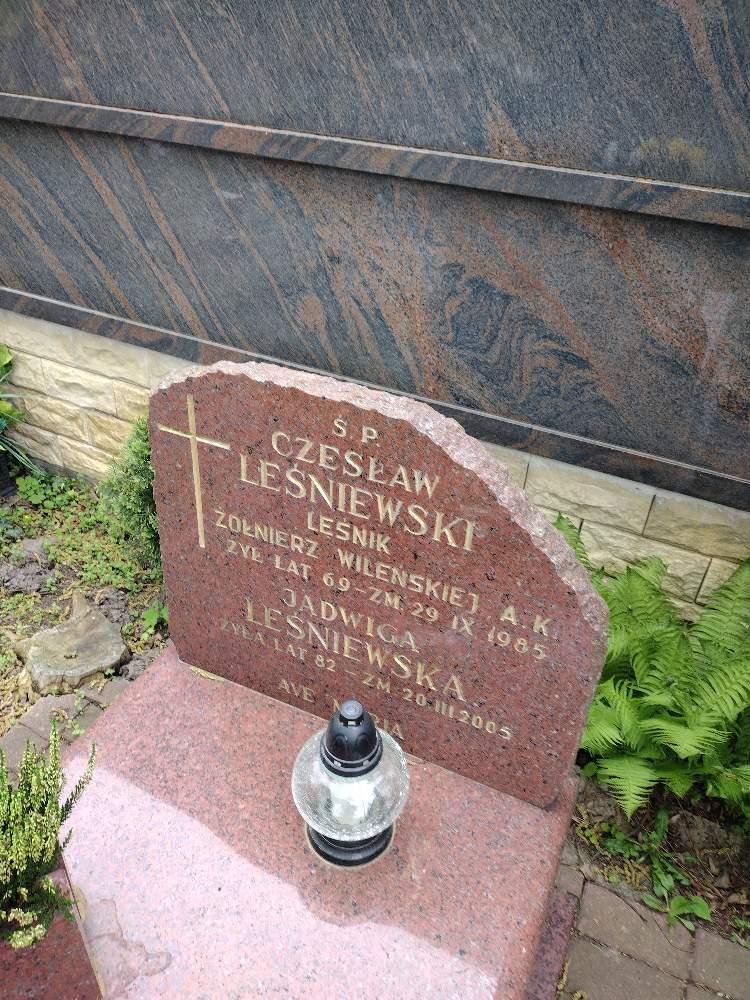 Ś.P.
CZESŁAW
LEŚNIEWSKI
LEŚNIK
ŻOŁNIERZ WILEŃSKIEJ A.K.
ŻYŁ LAT 69 - ZM. 29 IX 1985
JADWIGA
LEŚNIEWSKA
ŻYŁA LAT 82 - ZM. 20.III.2005
AVE